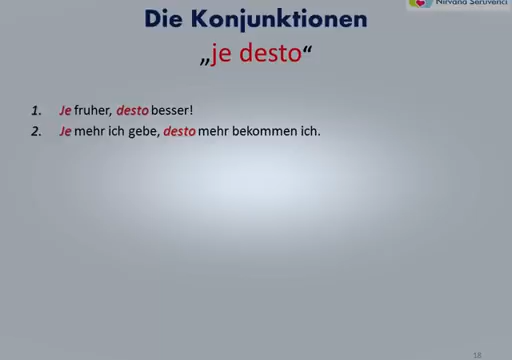 Nirvana Serüvenci
Die Konjunktionen
„je desto“
1. Je fruher, desto besser!
2. Je mehr ich gebe, desto mehr bekommen ich.
18